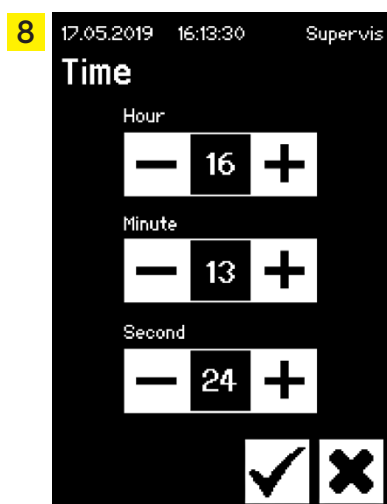 8
17.05.2019 16:13:30 Supervis
Time
Hour
− 16 +
Minute
− 13 +
Second
− 24 +